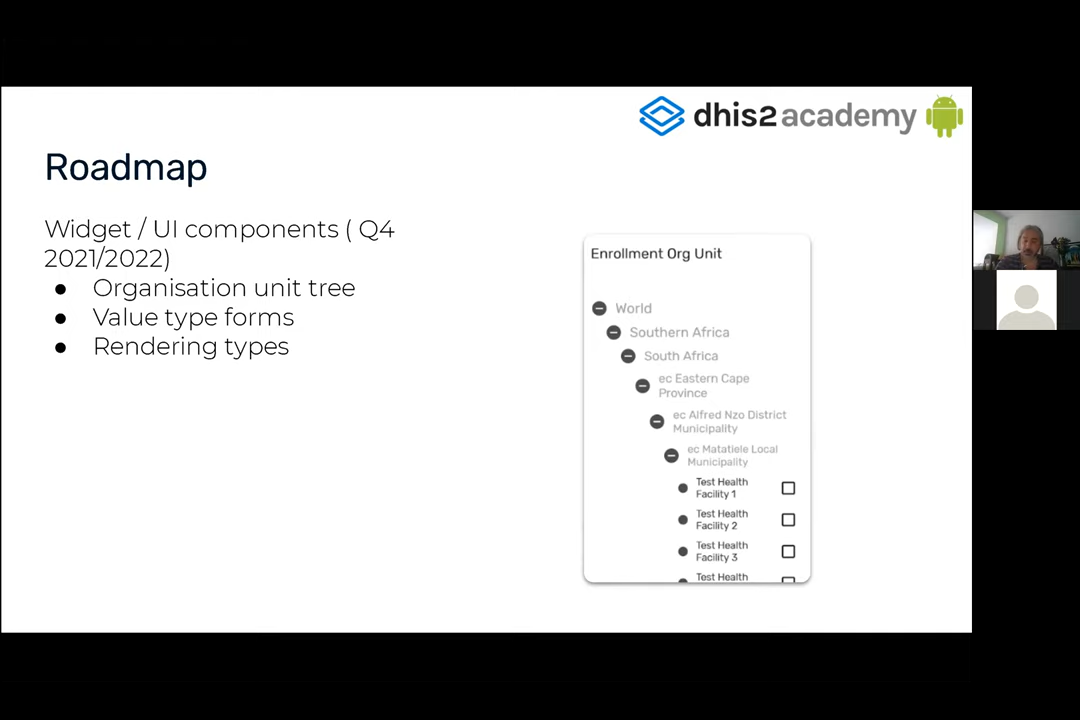 dhis2 academy
Roadmap
Widget / UI components ( Q4
2021/2022)
● Organisation unit tree
● Value type forms
● Rendering types
Enrollment Org Unit
World
Southern Africa
South Africa
ec Eastern Cape
Province
ec Alfred Nzo District
Municipality
ec Matatiele Local
Municipality
Test Health
Facility 1
Test Health
Facility 2
Test Health
Facility 3
Test Health